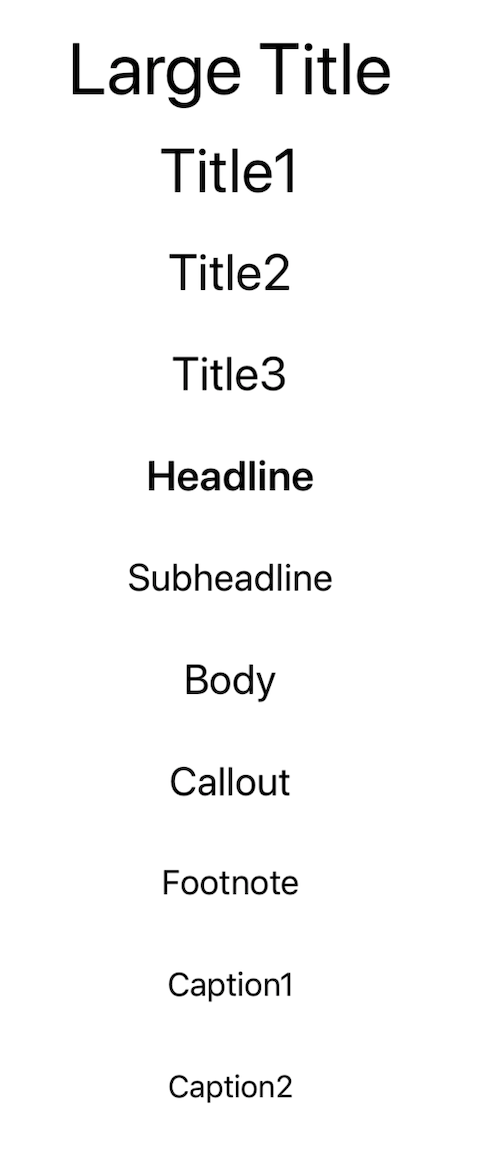 Large Title
Title1
Title2
Title3
Headline
Subheadline
Body
Callout
Footnote
Caption1
Caption2